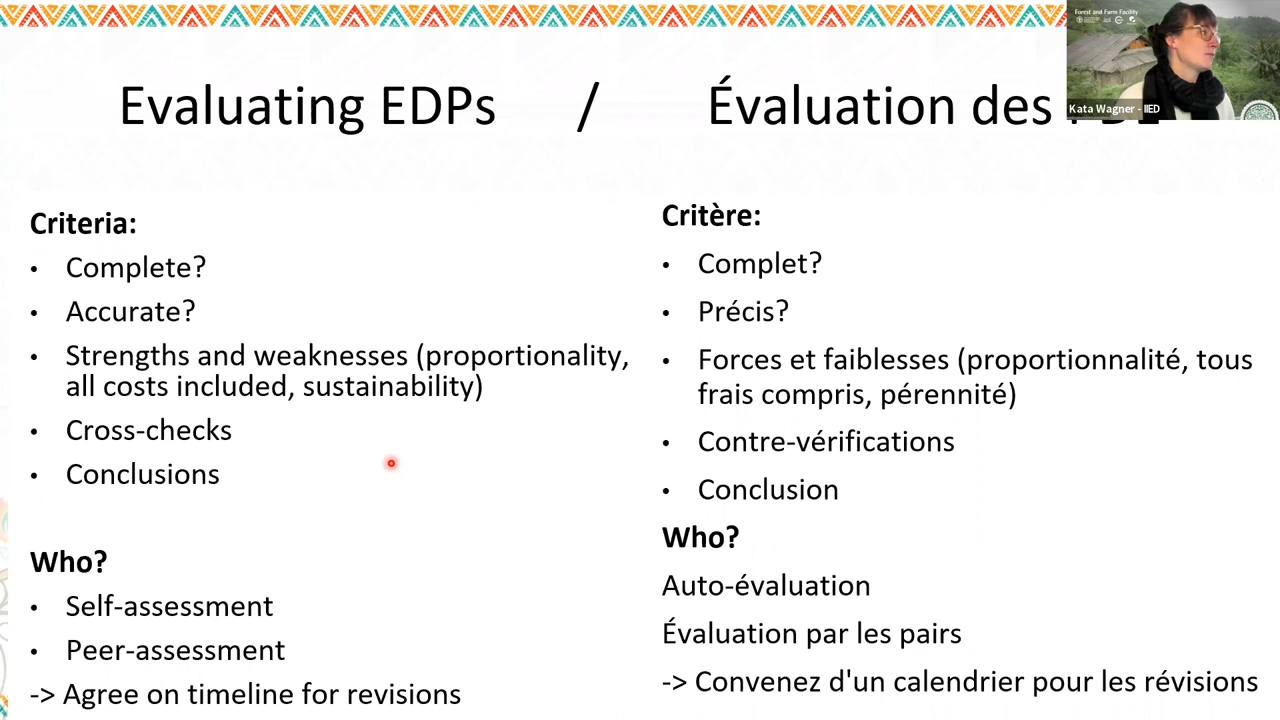 Evaluating EDPs / Évaluation des
Criteria:
• Complete?
• Accurate?
• Strengths and weaknesses (proportionality,
all costs included, sustainability)
• Cross-checks
• Conclusions
Who?
• Self-assessment
• Peer-assessment
-> Agree on timeline for revisions
Critère:
• Complet?
• Précis?
• Forces et faiblesses (proportionnalité, tous
frais compris, pérennité)
• Contre-vérifications
• Conclusion
Who?
Auto-évaluation
Évaluation par les pairs
-> Convenez d'un calendrier pour les révisions
Forest and Farm Facility
Kata Wagner - IIED